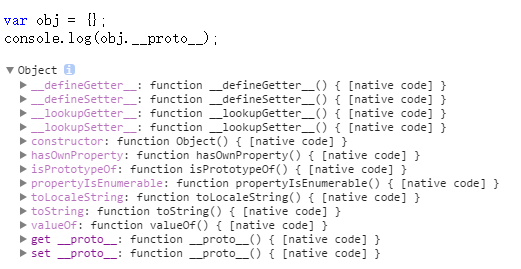 var obj = {};
console.log(obj.__proto__);
▼ Object i
▶ __defineGetter__: function __defineGetter__() { [native code] }
▶ __defineSetter__: function __defineSetter__() { [native code] }
▶ __lookupGetter__: function __lookupGetter__() { [native code] }
▶ __lookupSetter__: function __lookupSetter__() { [native code] }
▶ constructor: function Object() { [native code] }
▶ hasOwnProperty: function hasOwnProperty() { [native code] }
▶ isPrototypeOf: function isPrototypeOf() { [native code] }
▶ propertyIsEnumerable: function propertyIsEnumerable() { [native code] }
▶ toLocaleString: function toLocaleString() { [native code] }
▶ toString: function toString() { [native code] }
▶ valueOf: function valueOf() { [native code] }
▶ get __proto__: function __proto__() { [native code] }
▶ set __proto__: function __proto__() { [native code] }